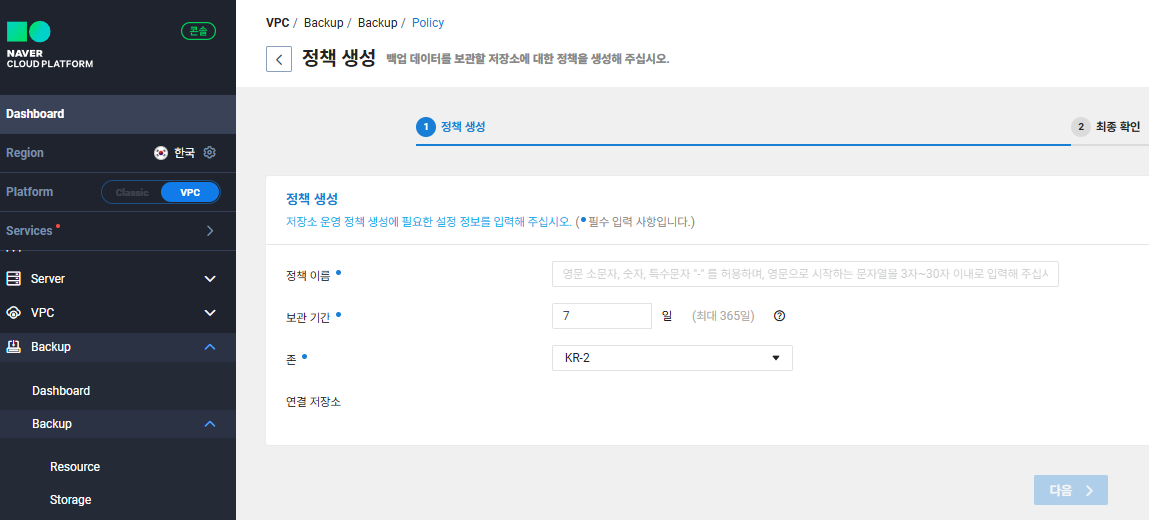 콘솔
NAVER
CLOUD PLATFORM
Dashboard
Region 한국
Platform Classic VPC
Services
Server
VPC
Backup
Dashboard
Backup
Resource
Storage
VPC / Backup / Backup / Policy
정책 생성 백업 데이터를 보관할 저장소에 대한 정책을 생성해 주십시오.
1 정책 생성
2 최종 확인
정책 생성
저장소 운영 정책 생성에 필요한 설정 정보를 입력해 주십시오. (•필수 입력 사항입니다.)
정책 이름 • 영문 소문자, 숫자, 특수문자 "-" 를 허용하며, 영문으로 시작하는 문자열을 3자~30자 이내로 입력해 주십
보관 기간 • 7 일 (최대 365일)
존 • KR-2
연결 저장소
다음